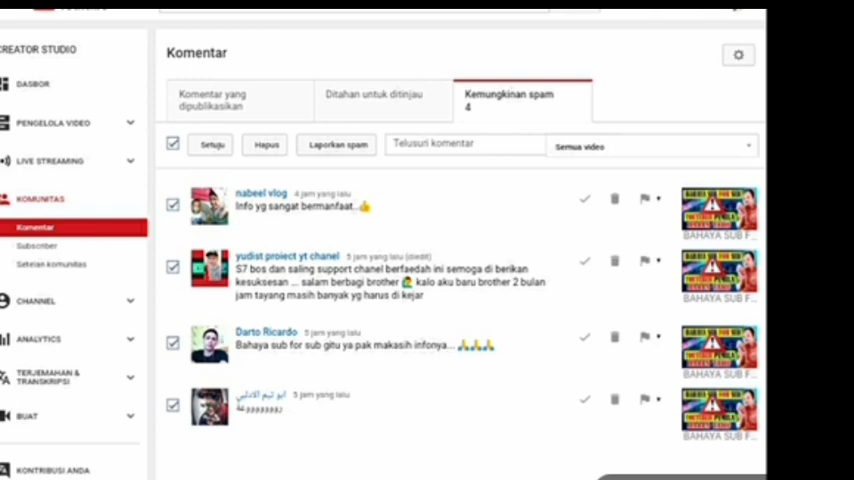 CREATOR STUDIO
DASBOR
PENGELOLA VIDEO
LIVE STREAMING
KOMUNITAS
Komentar
Subscriber
Setelan komunitas
CHANNEL
ANALYTICS
TERJEMAHAN &
TRANSKRIPSI
BUAT
KONTRIBUSI ANDA
Komentar
Komentar yang
dipublikasikan
Ditahan untuk ditinjau
Kemungkinan spam
4
Setuju
Hapus
Laporkan spam
Telusuri komentar
Semua video
nabeel vlog 4 jam yang lalu
Info yg sangat bermanfaat..👍
BAHAYA SUB F...
yudist project yt chanel 5 jam yang lalu (diedit)
S7 bos dan saling support chanel berfaedah ini semoga di berikan
kesuksesan ... salam berbagi brother 🙋‍♂️ kalo aku baru brother 2 bulan
jam tayang masih banyak yg harus di kejar
BAHAYA SUB F...
Darto Ricardo 5 jam yang lalu
Bahaya sub for sub gitu ya pak makasih infonya... 🙏🙏🙏
BAHAYA SUB F...
5 jam yang lalu
رووووووعة
BAHAYA SUB F...